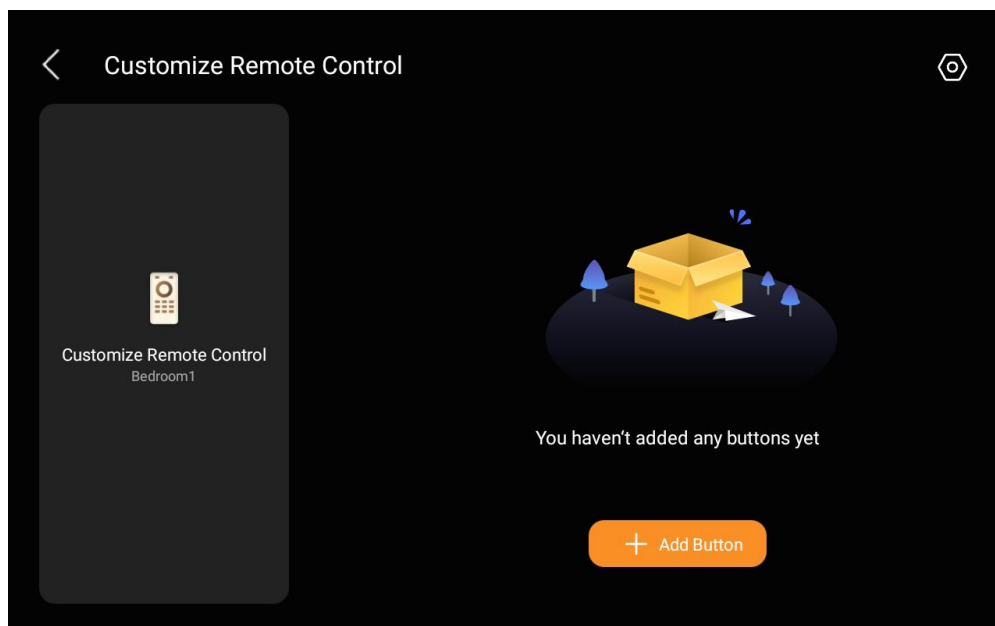 Customize Remote Control
Customize Remote Control
Bedroom1
You haven‘t added any buttons yet
Add Button